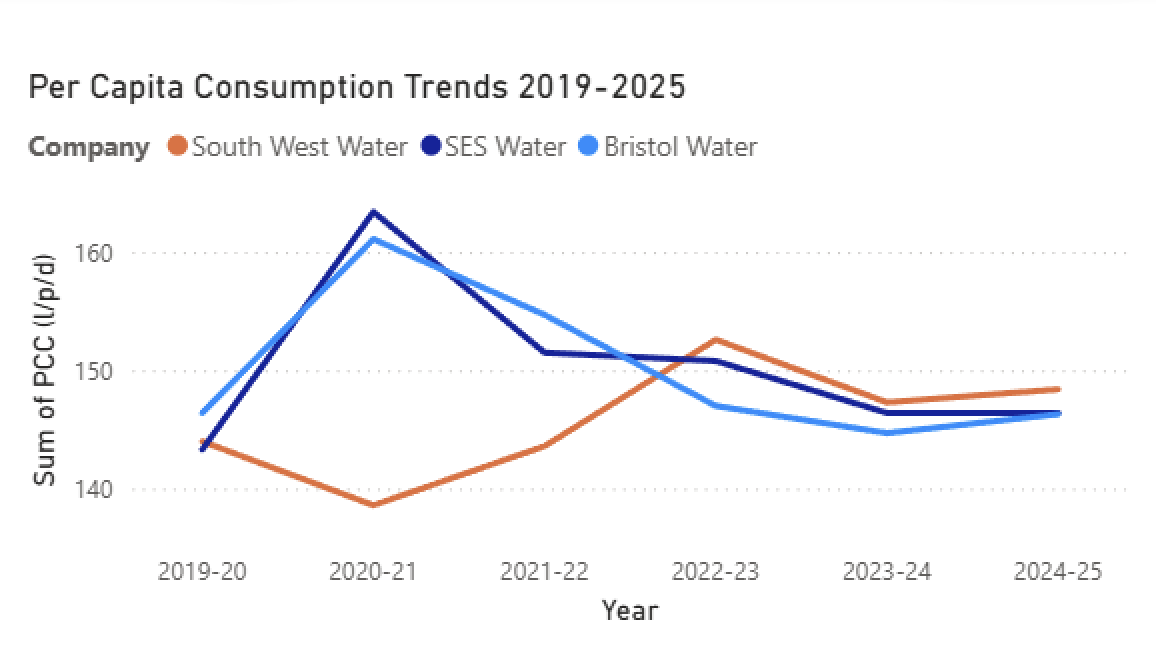 Per Capita Consumption Trends 2019-2025
Company South West Water SES Water Bristol Water
Sum of PCC (l/p/d)
160
150
140
2019-20 2020-21 2021-22 2022-23 2023-24 2024-25
Year